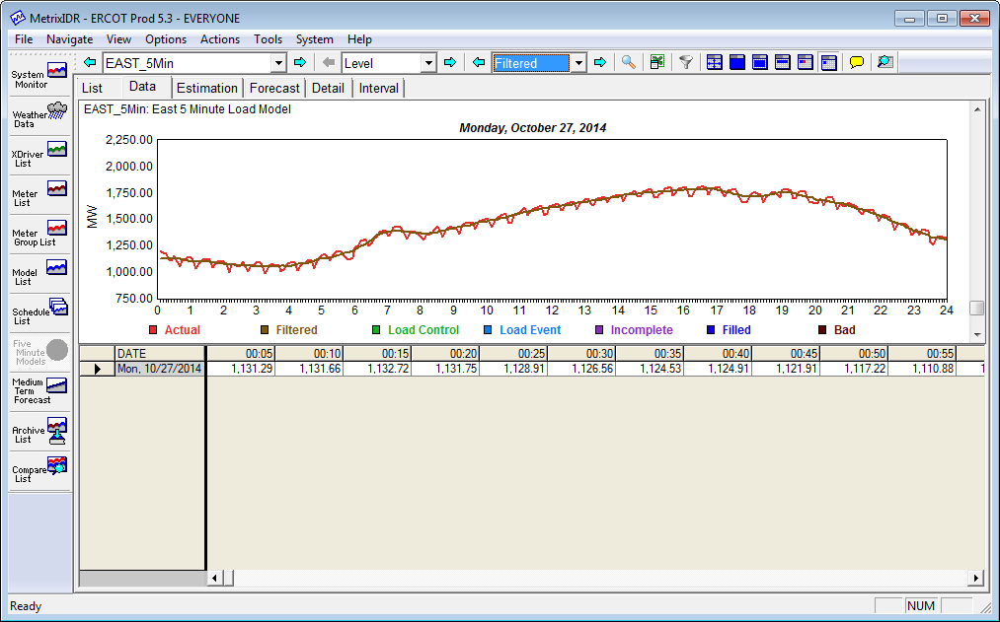 MetrixIDR - ERCOT Prod 5.3 - EVERYONE
File Navigate View Options Actions Tools System Help
EAST_5Min Level Filtered
System Monitor
Weather Data
XDriver List
Meter List
Meter Group List
Model List
Schedule List
Five Minute Models
Medium Term Forecast
Archive List
Compare List
List Data Estimation Forecast Detail Interval
EAST_5Min: East 5 Minute Load Model
Monday, October 27, 2014
MW
2,250.00
2,000.00
1,750.00
1,500.00
1,250.00
1,000.00
750.00
0 1 2 3 4 5 6 7 8 9 10 11 12 13 14 15 16 17 18 19 20 21 22 23 24
Actual Filtered Load Control Load Event Incomplete Filled Bad
DATE 00:05 00:10 00:15 00:20 00:25 00:30 00:35 00:40 00:45 00:50 00:55
Mon, 10/27/2014 1,131.29 1,131.66 1,132.72 1,131.75 1,128.91 1,126.56 1,124.53 1,124.91 1,121.91 1,117.22 1,110.88 1
Ready NUM